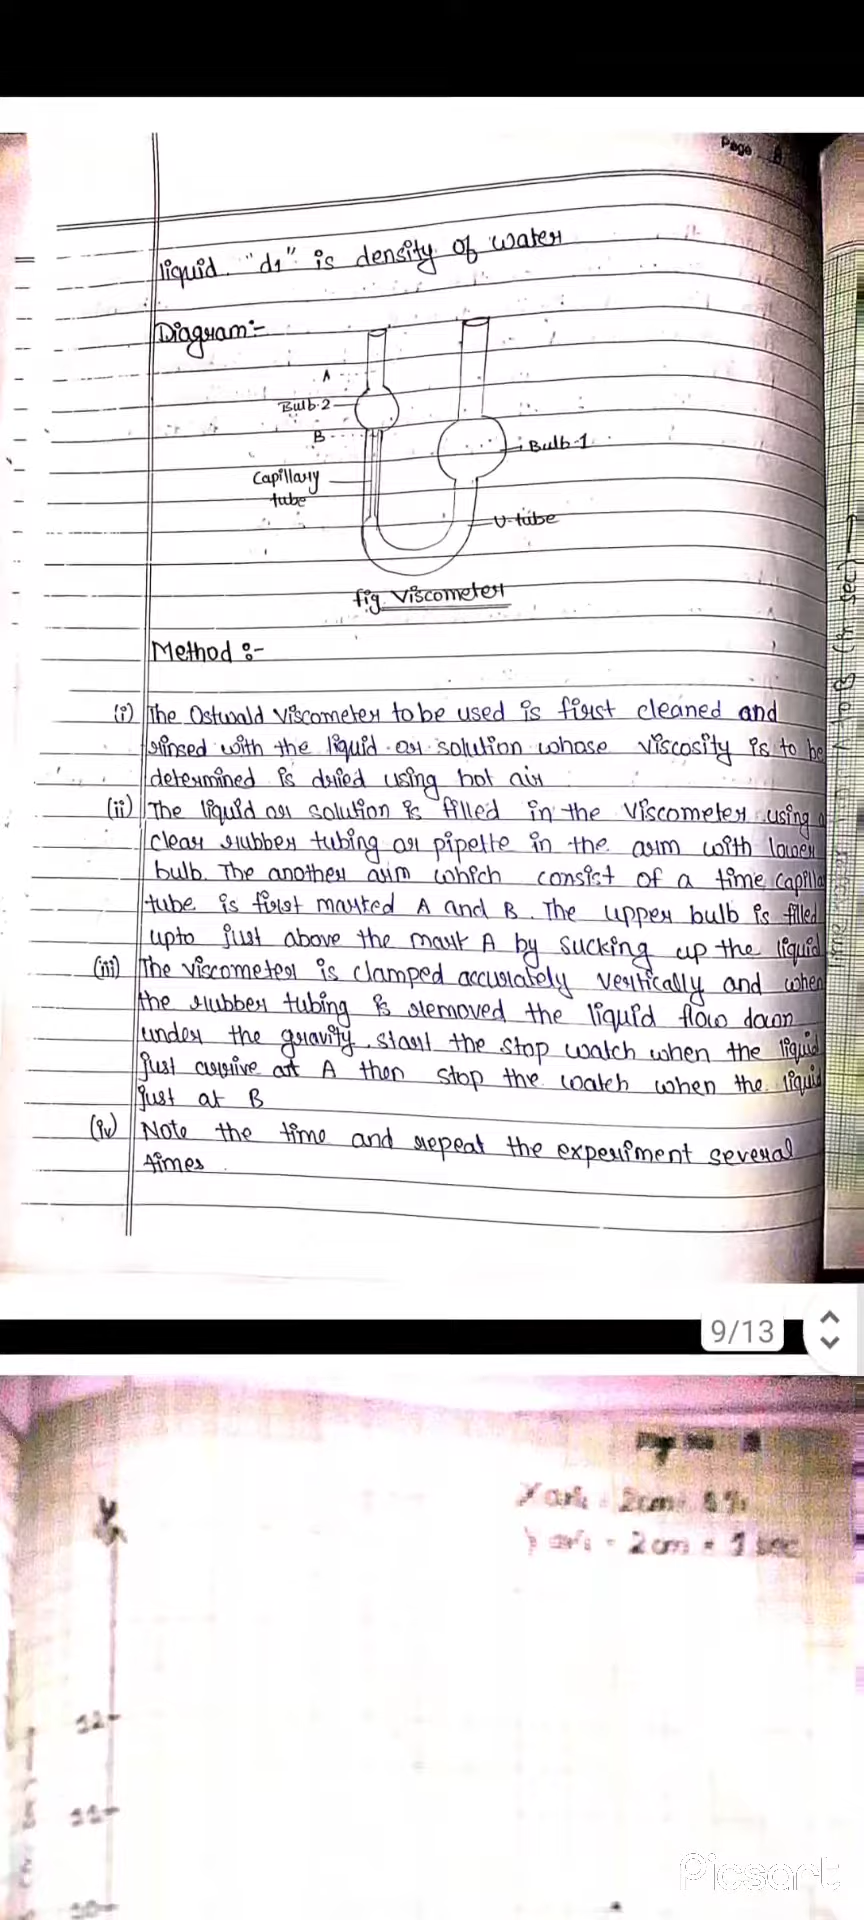 Page 8
liquid. "d1" is density of water
Diagram:-
A
Bulb-2
B
Bulb-1
Capillary
tube
U-tube
fig. Viscometer
Method :-
(i) The Ostwald Viscometer to be used is first cleaned and
rinsed with the liquid or solution whose viscosity is to be
determined is dried using hot air
(ii) The liquid or solution is filled in the Viscometer using a
clear rubber tubing or pipette in the arm with lower
bulb. The another arm which consist of a time capilla
tube is first marked A and B. The upper bulb is filled
upto just above the mark A by sucking up the liquid
(iii) The viscometer is clamped accurately vertically and when
the rubber tubing is removed the liquid flow down
under the gravity. start the stop watch when the liquid
just arrive at A then stop the watch when the liquid
just at B
(iv) Note the time and repeat the experiment several
times.
9/13
2cm
2cm = 1 sec
Y
12
11
10
Picsart